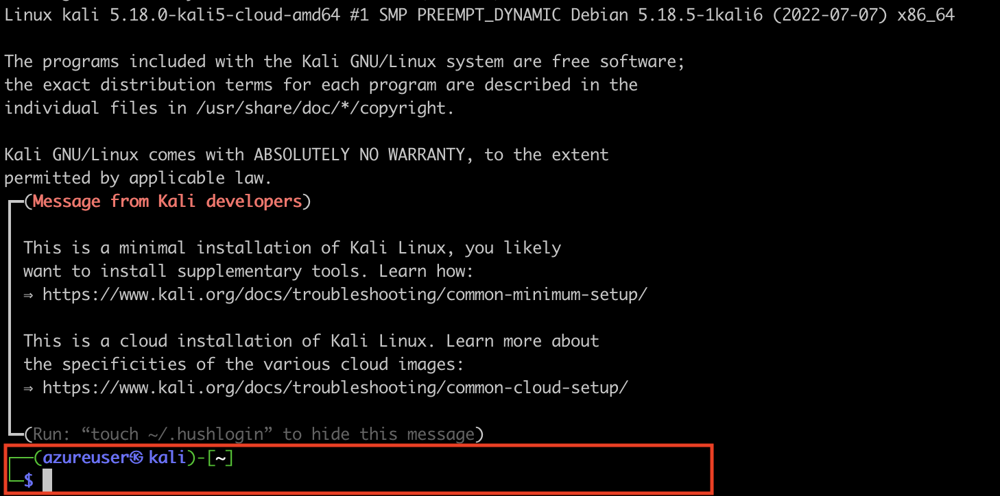 Linux kali 5.18.0-kali5-cloud-amd64 #1 SMP PREEMPT_DYNAMIC Debian 5.18.5-1kali6 (2022-07-07) x86_64
The programs included with the Kali GNU/Linux system are free software;
the exact distribution terms for each program are described in the
individual files in /usr/share/doc/*/copyright.
Kali GNU/Linux comes with ABSOLUTELY NO WARRANTY, to the extent
permitted by applicable law.
┏━(Message from Kali developers)
┃ This is a minimal installation of Kali Linux, you likely
┃ want to install supplementary tools. Learn how:
┃ ⇒ https://www.kali.org/docs/troubleshooting/common-minimum-setup/
┃ This is a cloud installation of Kali Linux. Learn more about
┃ the specificities of the various cloud images:
┃ ⇒ https://www.kali.org/docs/troubleshooting/common-cloud-setup/
┗━(Run: “touch ~/.hushlogin” to hide this message)
┌──(azureuser㉿kali)-[~]
└─$